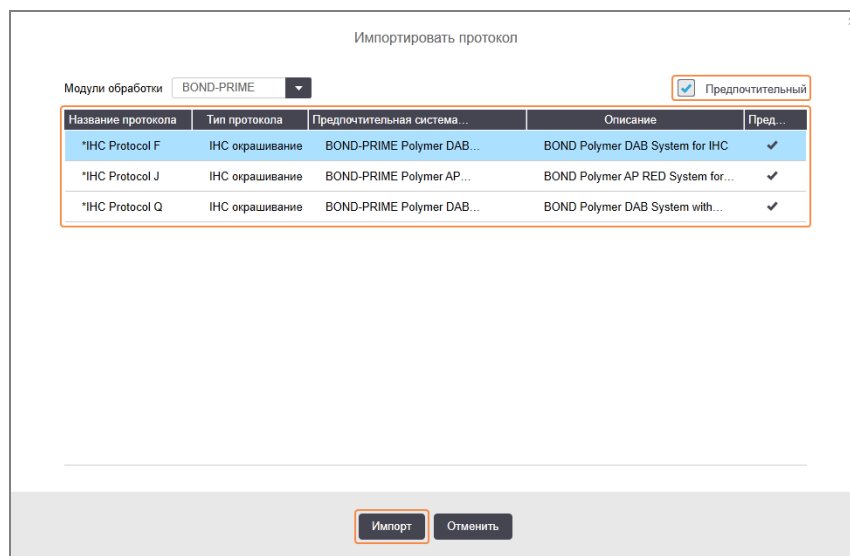 Импортировать протокол
Модули обработки BOND-PRIME Предпочтительный
Название протокола Тип протокола Предпочтительная система... Описание Пред...
*IHC Protocol F IHC окрашивание BOND-PRIME Polymer DAB... BOND Polymer DAB System for IHC
*IHC Protocol J IHC окрашивание BOND-PRIME Polymer AP... BOND Polymer AP RED System for...
*IHC Protocol Q IHC окрашивание BOND-PRIME Polymer DAB... BOND Polymer DAB System with...
Импорт Отменить